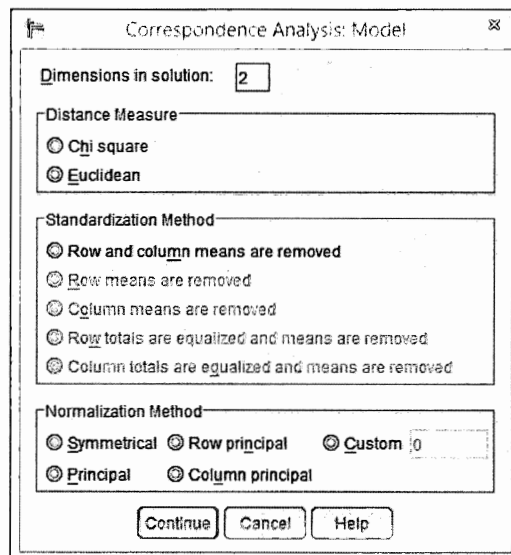 Correspondence Analysis: Model
Dimensions in solution: 2
Distance Measure
Chi square
Euclidean
Standardization Method
Row and column means are removed
Row means are removed
Column means are removed
Row totals are equalized and means are removed
Column totals are equalized and means are removed
Normalization Method
Symmetrical Row principal Custom 0
Principal Column principal
Continue Cancel Help